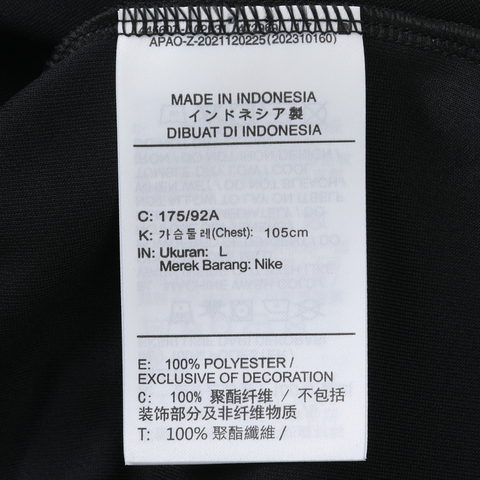 APAO-Z-2021120225(202310160)
MADE IN INDONESIA
インドネシア製
DIBUAT DI INDONESIA
C: 175/92A
K: 가슴둘레(Chest): 105cm
IN: Ukuran: L
Merek Barang: Nike
E: 100% POLYESTER /
EXCLUSIVE OF DECORATION
C: 100% 聚酯纤维 / 不包括
装饰部分及非纤维物质
T: 100% 聚酯纖維 /